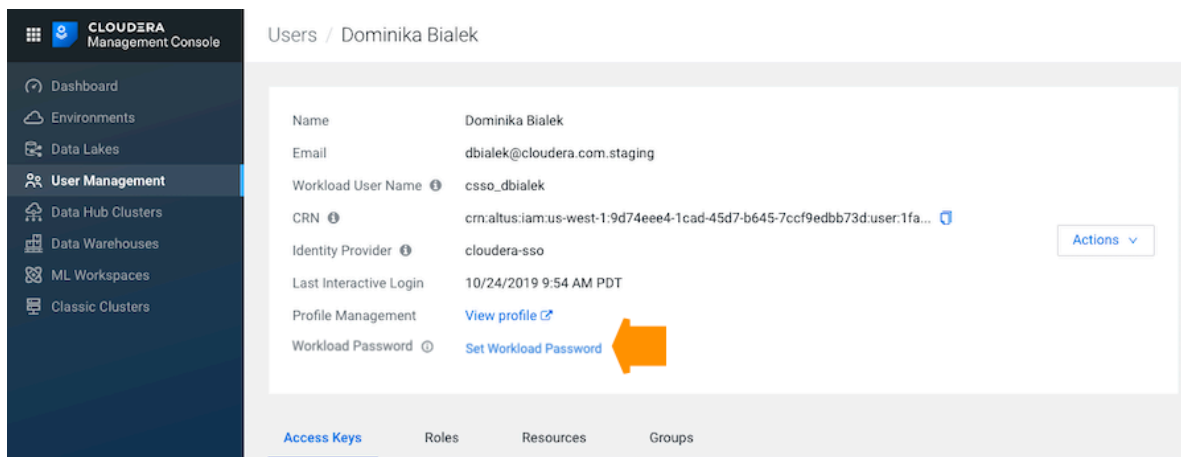 CLOUDERA
Management Console
Users / Dominika Bialek
Dashboard
Environments
Data Lakes
User Management
Data Hub Clusters
Data Warehouses
ML Workspaces
Classic Clusters
Name Dominika Bialek
Email dbialek@cloudera.com.staging
Workload User Name csso_dbialek
CRN crn:altus:iam:us-west-1:9d74eee4-1cad-45d7-b645-7ccf9edbb73d:user:1fa...
Identity Provider cloudera-sso
Last Interactive Login 10/24/2019 9:54 AM PDT
Profile Management View profile
Workload Password Set Workload Password
Actions
Access Keys Roles Resources Groups